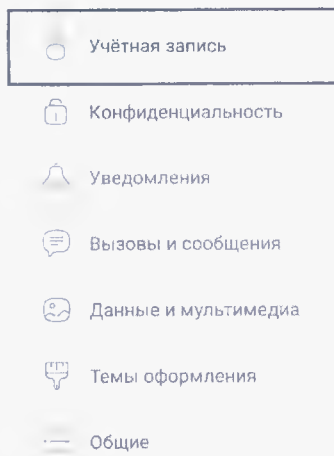 Учётная запись
Конфиденциальность
Уведомления
Вызовы и сообщения
Данные и мультимедиа
Темы оформления
Общие